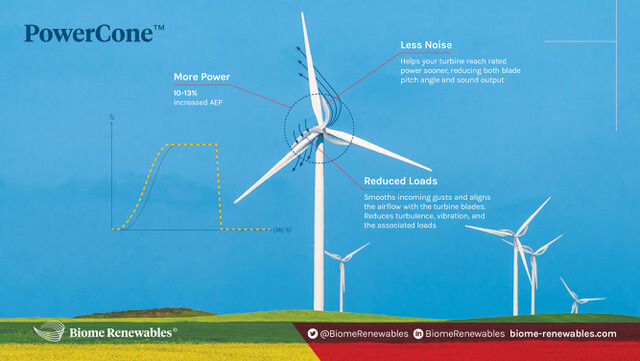 PowerCone™
Less Noise
Helps your turbine reach rated
power sooner, reducing both blade
pitch angle and sound output
More Power
10-13%
increased AEP
%
(m/s)
Reduced Loads
Smooths incoming gusts and aligns
the airflow with the turbine blades.
Reduces turbulence, vibration, and
the associated loads
Biome Renewables®
@BiomeRenewables
BiomeRenewables
biome-renewables.com